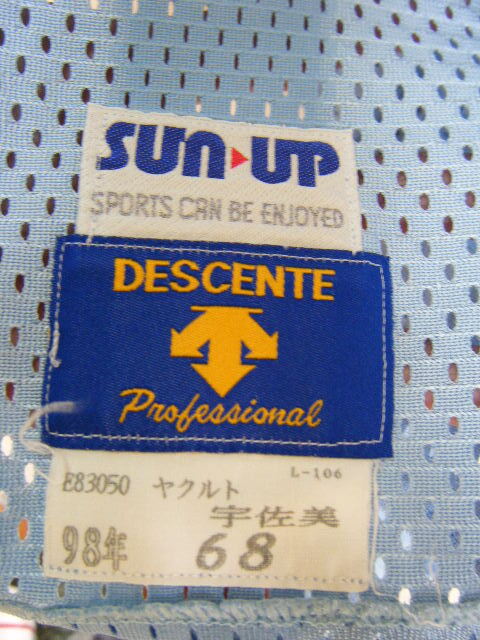 SUN▶UP
SPORTS CAN BE ENJOYED
DESCENTE
Professional
L-106
E83050 ヤクルト
宇佐美
98年 68